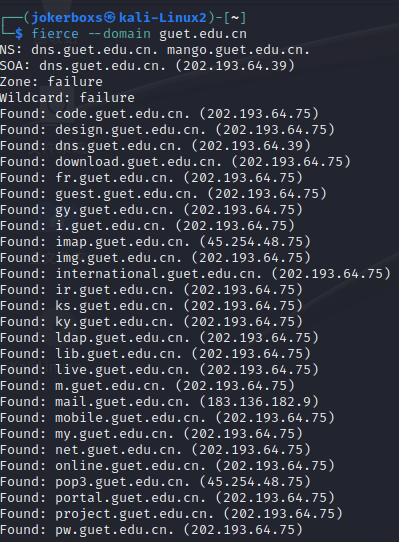 ┌──(jokerboxs㉿kali-Linux2)-[~]
└─$ fierce --domain guet.edu.cn
NS: dns.guet.edu.cn. mango.guet.edu.cn.
SOA: dns.guet.edu.cn. (202.193.64.39)
Zone: failure
Wildcard: failure
Found: code.guet.edu.cn. (202.193.64.75)
Found: design.guet.edu.cn. (202.193.64.75)
Found: dns.guet.edu.cn. (202.193.64.39)
Found: download.guet.edu.cn. (202.193.64.75)
Found: fr.guet.edu.cn. (202.193.64.75)
Found: guest.guet.edu.cn. (202.193.64.75)
Found: gy.guet.edu.cn. (202.193.64.75)
Found: i.guet.edu.cn. (202.193.64.75)
Found: imap.guet.edu.cn. (45.254.48.75)
Found: img.guet.edu.cn. (202.193.64.75)
Found: international.guet.edu.cn. (202.193.64.75)
Found: ir.guet.edu.cn. (202.193.64.75)
Found: ks.guet.edu.cn. (202.193.64.75)
Found: ky.guet.edu.cn. (202.193.64.75)
Found: ldap.guet.edu.cn. (202.193.64.75)
Found: lib.guet.edu.cn. (202.193.64.75)
Found: live.guet.edu.cn. (202.193.64.75)
Found: m.guet.edu.cn. (202.193.64.75)
Found: mail.guet.edu.cn. (183.136.182.9)
Found: mobile.guet.edu.cn. (202.193.64.75)
Found: my.guet.edu.cn. (202.193.64.75)
Found: net.guet.edu.cn. (202.193.64.75)
Found: online.guet.edu.cn. (202.193.64.75)
Found: pop3.guet.edu.cn. (45.254.48.75)
Found: portal.guet.edu.cn. (202.193.64.75)
Found: project.guet.edu.cn. (202.193.64.75)
Found: pw.guet.edu.cn. (202.193.64.75)